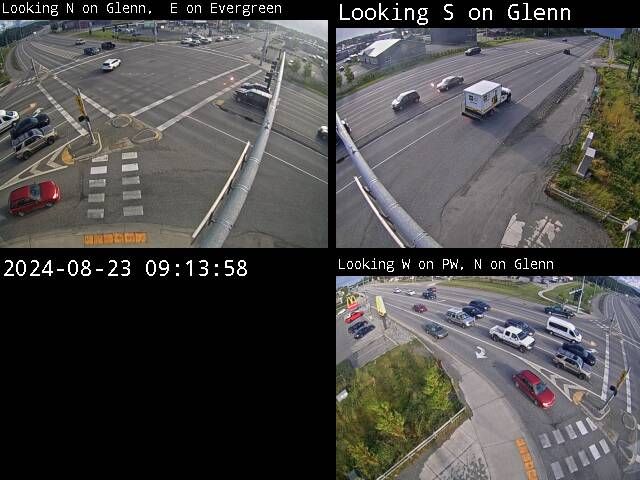 Looking N on Glenn,  E on Evergreen
Looking S on Glenn
2024-08-23 09:13:58
Looking W on PW, N on Glenn